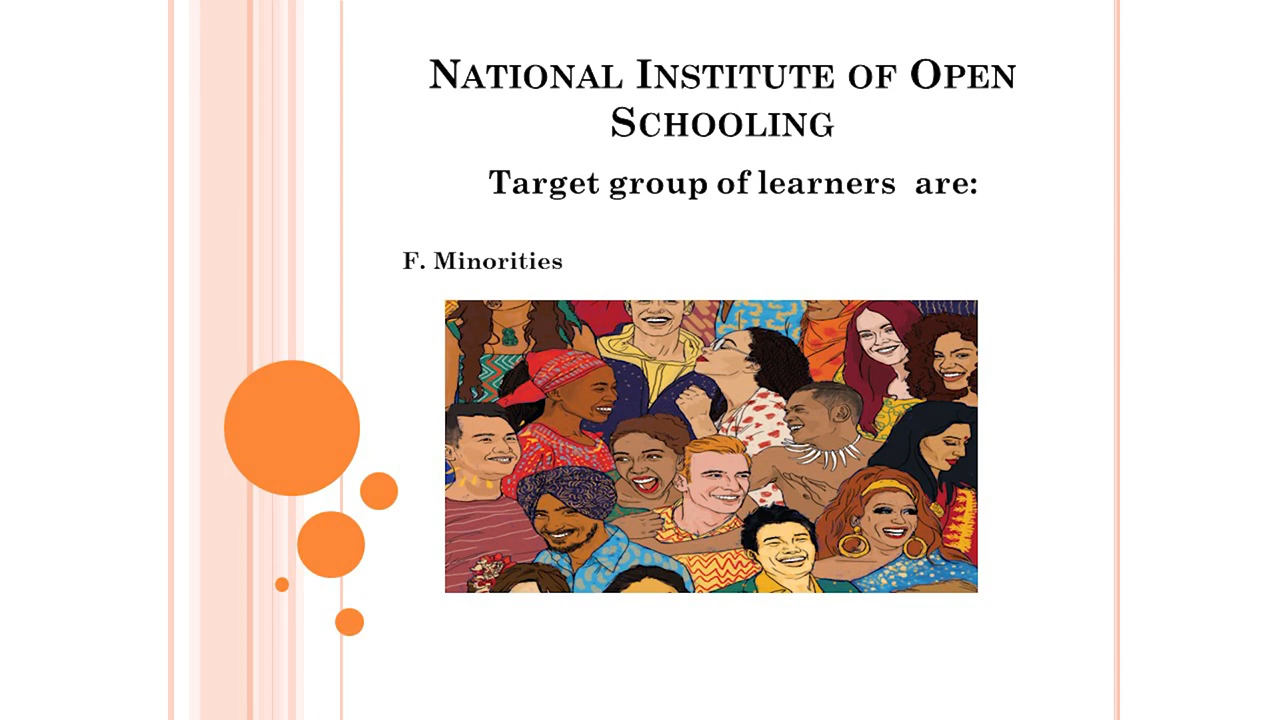 NATIONAL INSTITUTE OF OPEN
SCHOOLING
Target group of learners are:
F. Minorities